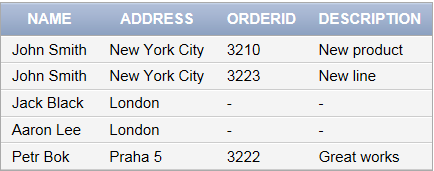 NAME ADDRESS ORDERID DESCRIPTION
John Smith New York City 3210 New product
John Smith New York City 3223 New line
Jack Black London - -
Aaron Lee London - -
Petr Bok Praha 5 3222 Great works